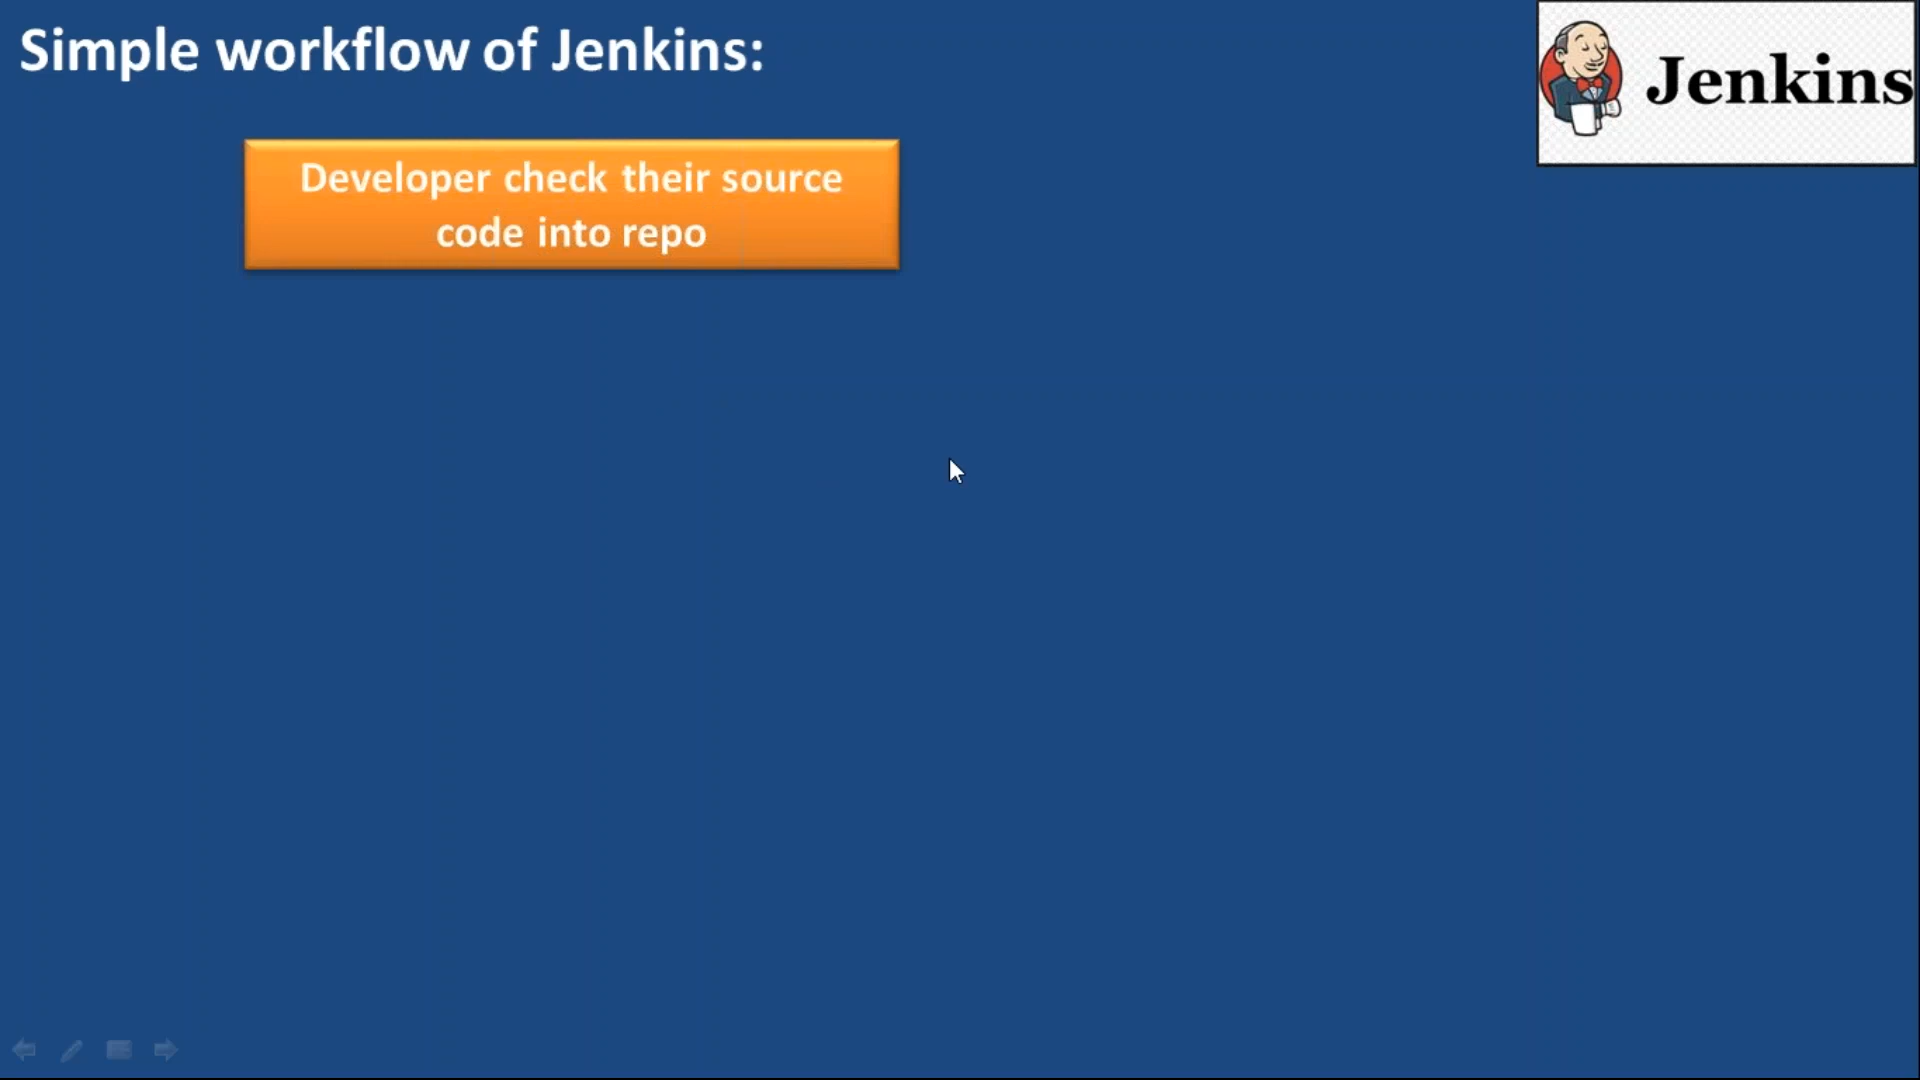 Simple workflow of Jenkins:
Jenkins
Developer check their source
code into repo